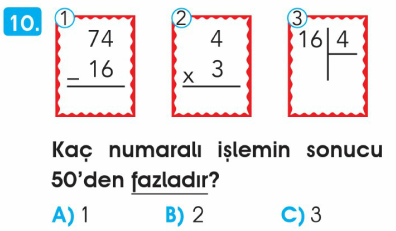 10.
1 2 3
74 4 16 4
- 16 x 3
Kaç numaralı işlemin sonucu
50'den fazladır?
A) 1 B) 2 C) 3